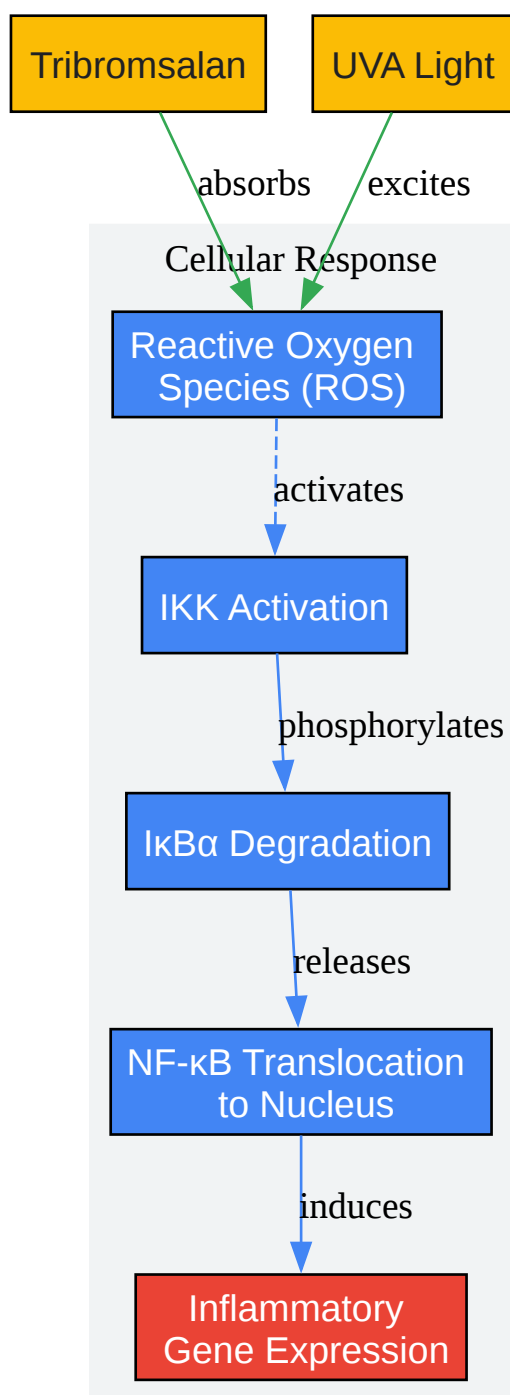 Tribromsalan
UVA Light
absorbs
excites
Cellular Response
Reactive Oxygen
Species (ROS)
activates
IKK Activation
phosphorylates
IκBα Degradation
releases
NF-κB Translocation
to Nucleus
induces
Inflammatory
Gene Expression